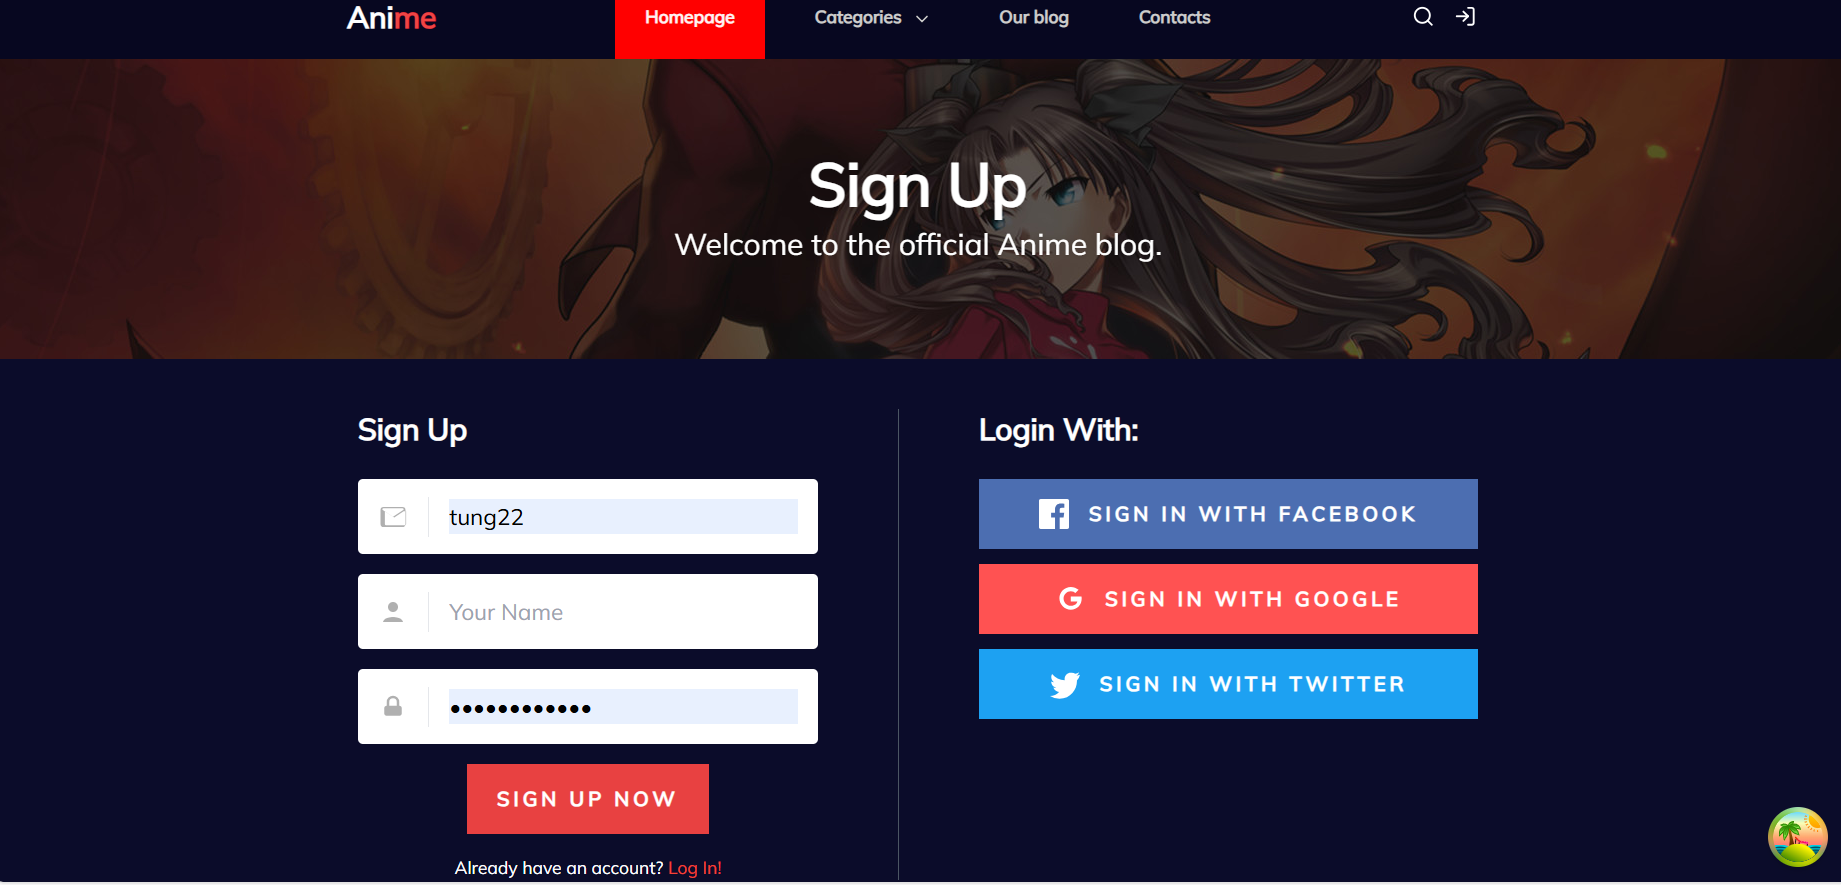 Anime
Homepage
Categories
Our blog
Contacts
Sign Up
Welcome to the official Anime blog.
Sign Up
tung22
Your Name
••••••••••••
SIGN UP NOW
Already have an account? Log In!
Login With:
SIGN IN WITH FACEBOOK
SIGN IN WITH GOOGLE
SIGN IN WITH TWITTER